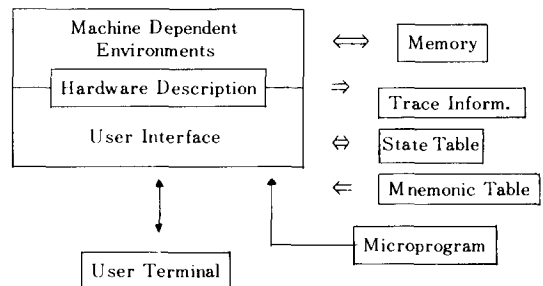 Machine Dependent
Environments
Hardware Description
User Interface
⇔ Memory
⇒ Trace Inform.
⇔ State Table
⇐ Mnemonic Table
Microprogram
User Terminal